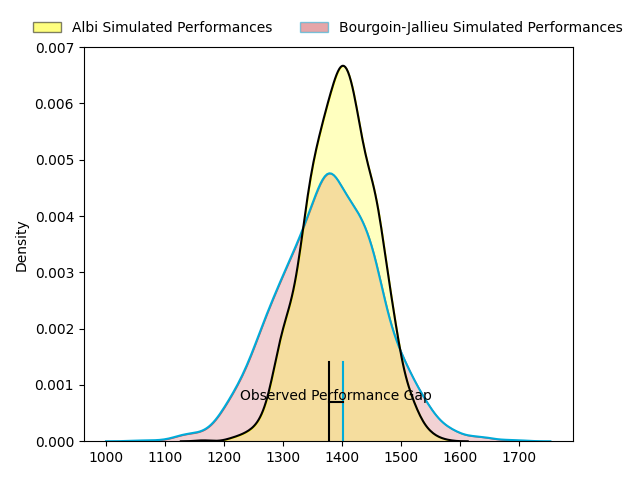 Albi Simulated Performances
Bourgoin-Jallieu Simulated Performances
0.007
0.006
0.005
0.004
0.003
0.002
0.001
0.000
Density
Observed Performance Gap
1000 1100 1200 1300 1400 1500 1600 1700